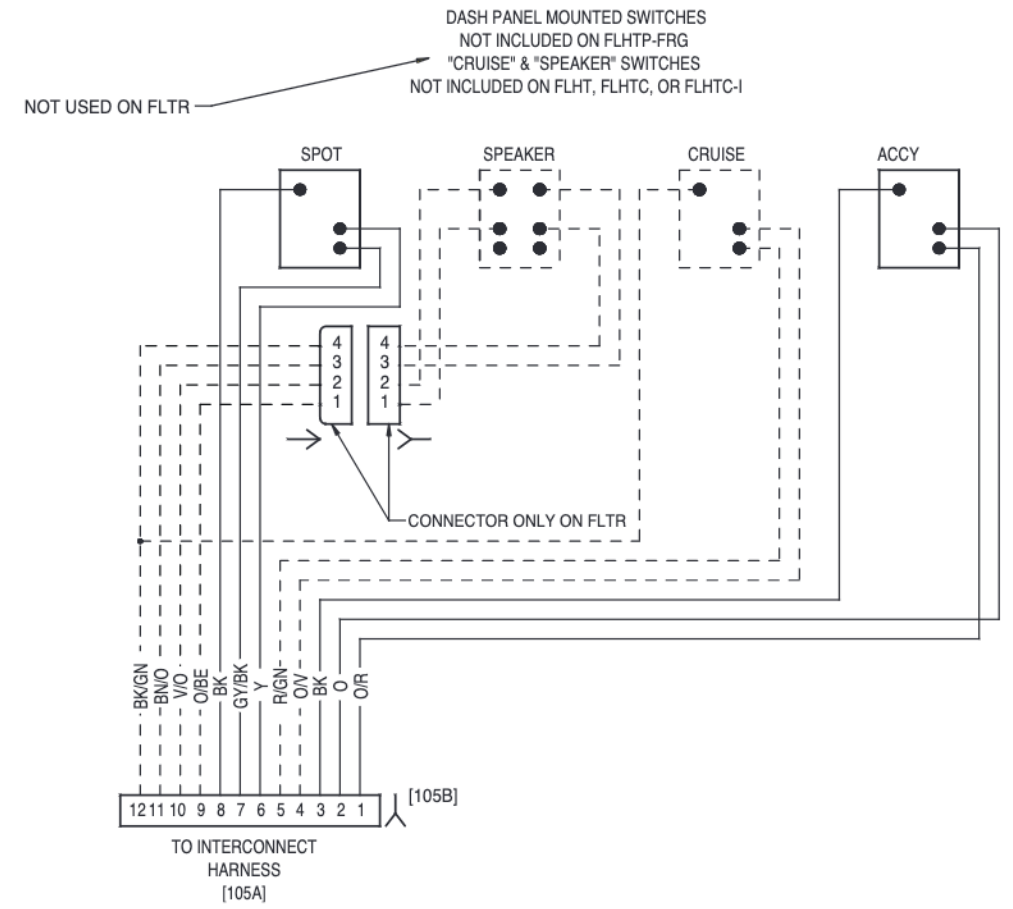 DASH PANEL MOUNTED SWITCHES
NOT INCLUDED ON FLHTP-FRG
"CRUISE" & "SPEAKER" SWITCHES
NOT INCLUDED ON FLHT, FLHTC, OR FLHTC-I
NOT USED ON FLTR
SPOT
SPEAKER
CRUISE
ACCY
4 4
3 3
2 2
1 1
CONNECTOR ONLY ON FLTR
BK/GN
BN/O
V/O
O/BE
BK
GY/BK
Y
R/GN
O/V
BK
O
O/R
12 11 10 9 8 7 6 5 4 3 2 1
[105B]
TO INTERCONNECT
HARNESS
[105A]